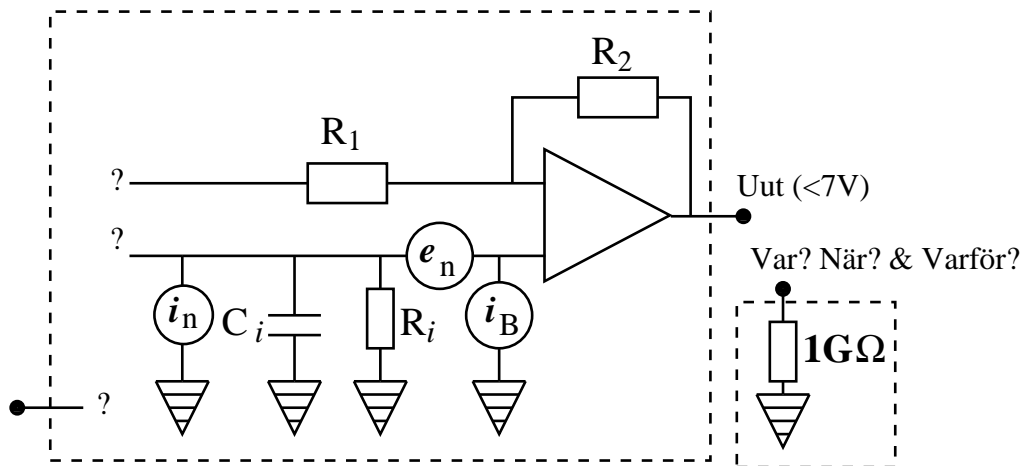 R2
R1
?
Uut (<7V)
?
en
Var? När? & Varför?
in
Ci
Ri
iB
1GΩ
?